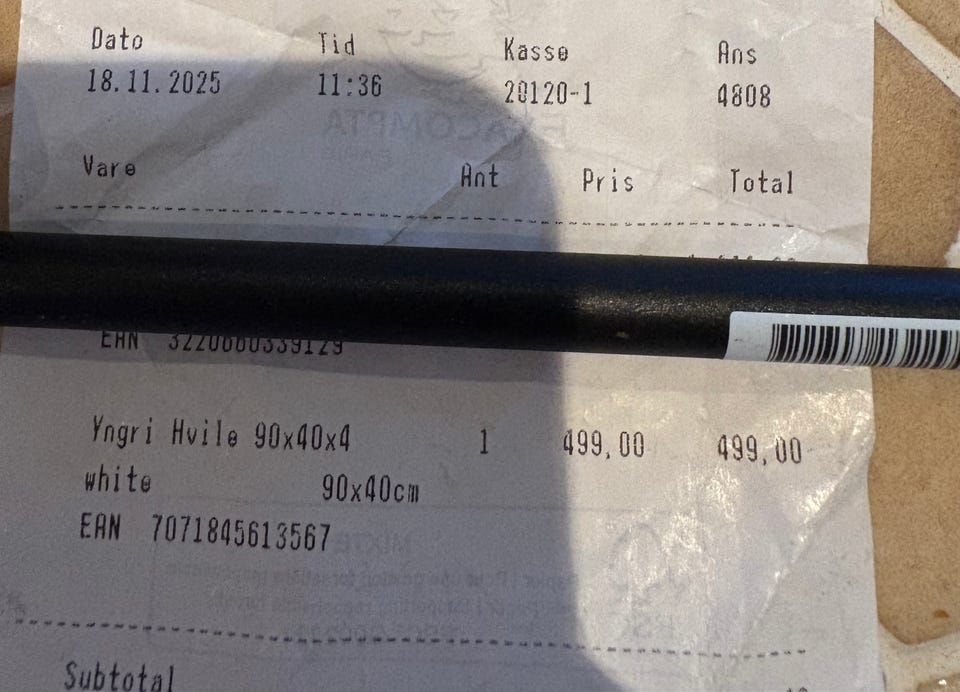 Dato Tid Kasse Ans
18.11.2025 11:36 20120-1 4808
Vare Ant Pris Total
EAN 3220660339129
Yngri Hvile 90x40x4 1 499,00 499,00
white 90x40cm
EAN 7071845613567
Subtotal